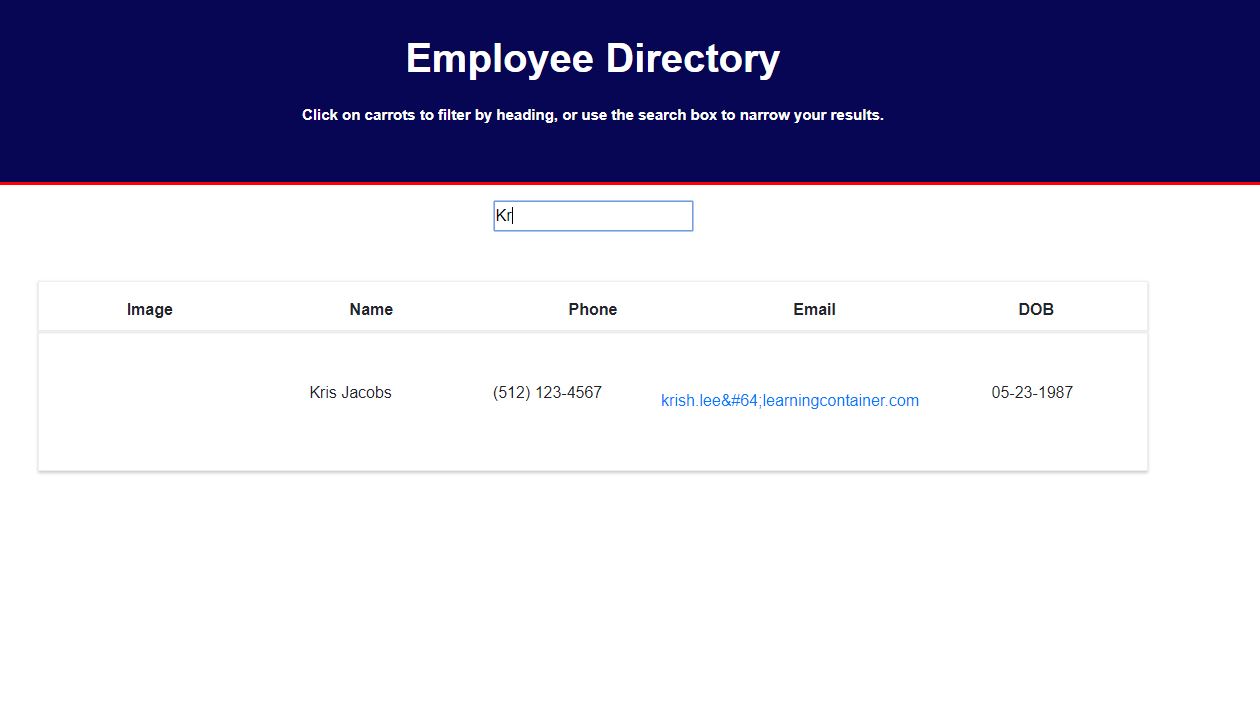 Employee Directory
Click on carrots to filter by heading, or use the search box to narrow your results.
Kr
Image Name Phone Email DOB
Kris Jacobs (512) 123-4567 krish.lee&#64;learningcontainer.com 05-23-1987